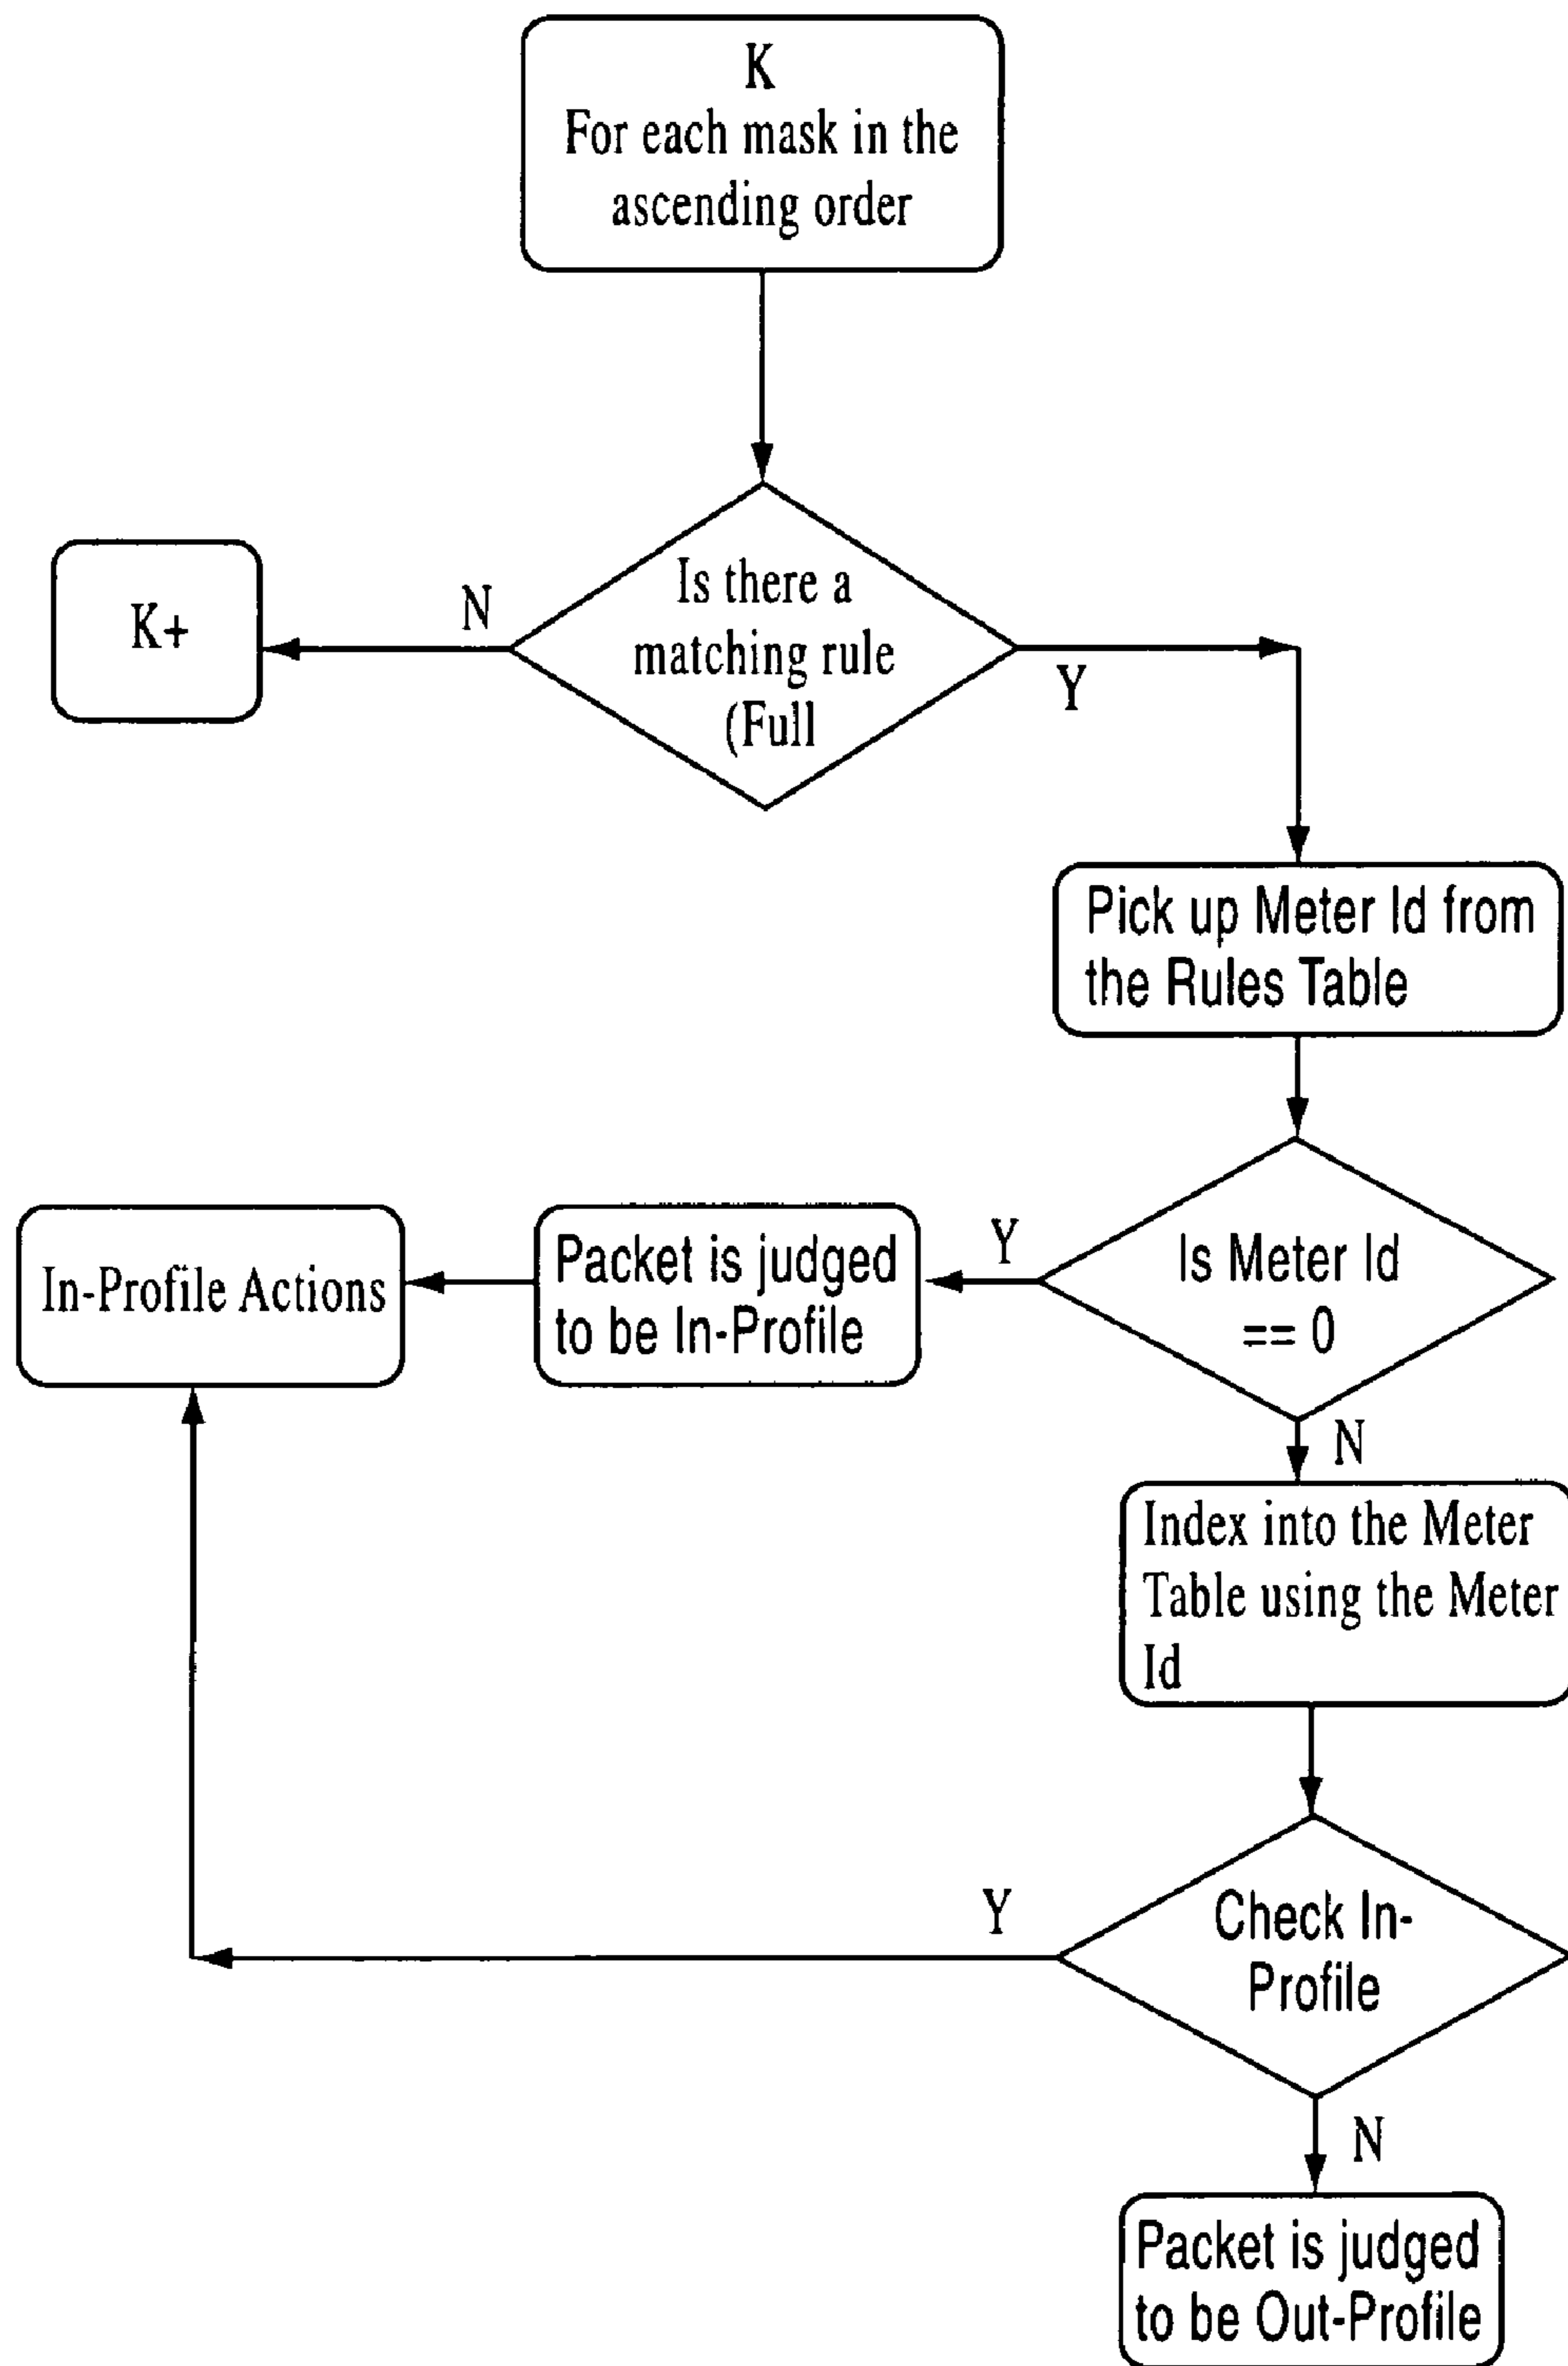 K
For each mask in the
ascending order
Is there a
matching rule
(Full
N
K+
Y
Pick up Meter Id from
the Rules Table
Is Meter Id
== 0
Y
Packet is judged
to be In-Profile
In-Profile Actions
N
Index into the Meter
Table using the Meter
Id
Check In-
Profile
Y
N
Packet is judged
to be Out-Profile